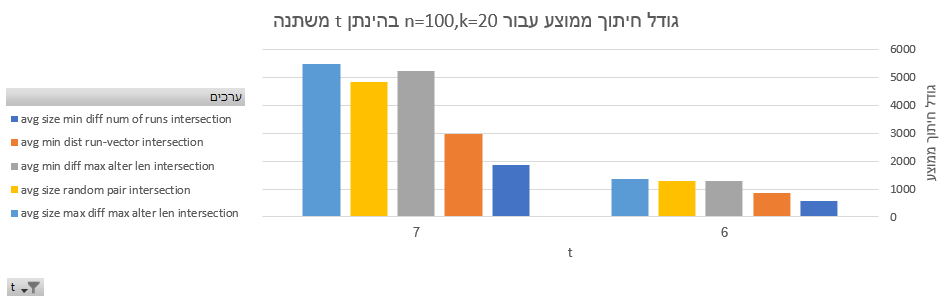 גודל חיתוך ממוצע עבור n=100,k=20 בהינתן t משתנה
ערכים
avg size min diff num of runs intersection
avg min dist run-vector intersection
avg min diff max alter len intersection
avg size random pair intersection
avg size max diff max alter len intersection
6000
5000
4000
3000
2000
1000
0
גודל חיתוך ממוצע
7
6
t
t